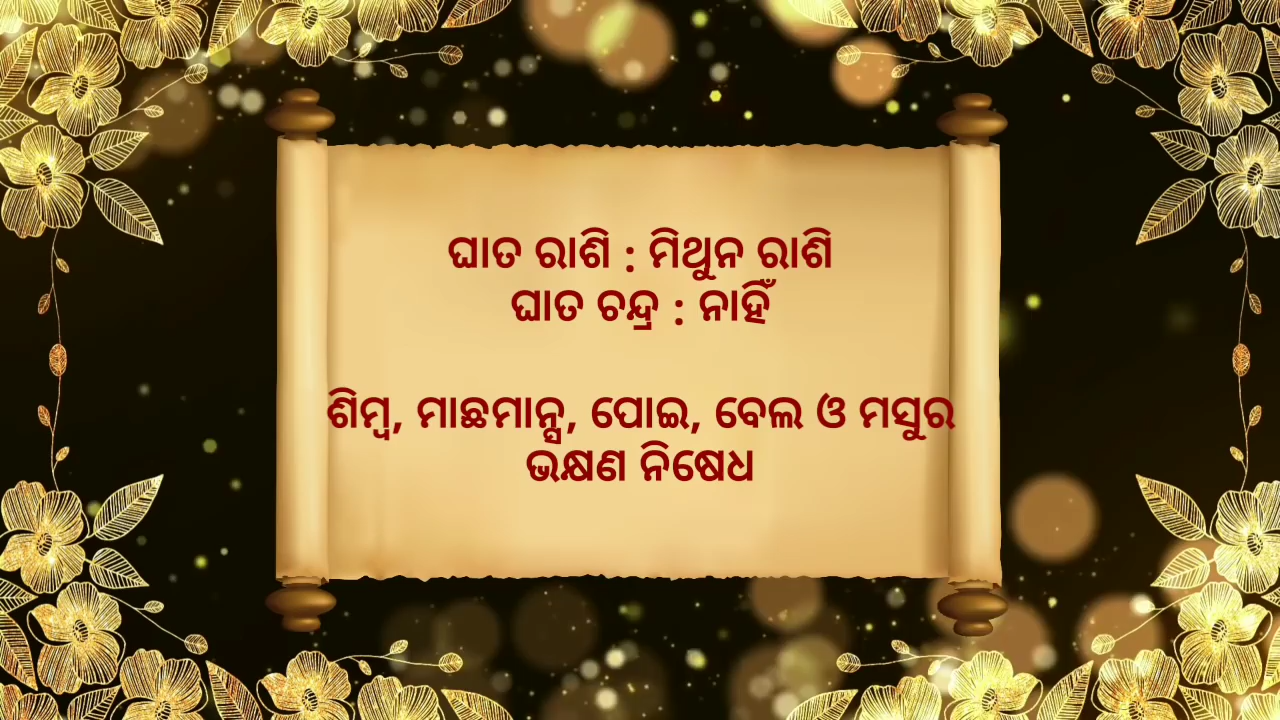 ଘାତ ରାଶି : ମିଥୁନ ରାଶି
ଘାତ ଚନ୍ଦ୍ର : ନାହିଁ
ଶିମ୍ବ, ମାଛମାନ୍ସ, ପୋଇ, ବେଲ ଓ ମସୁର
ଭକ୍ଷଣ ନିଷେଧ